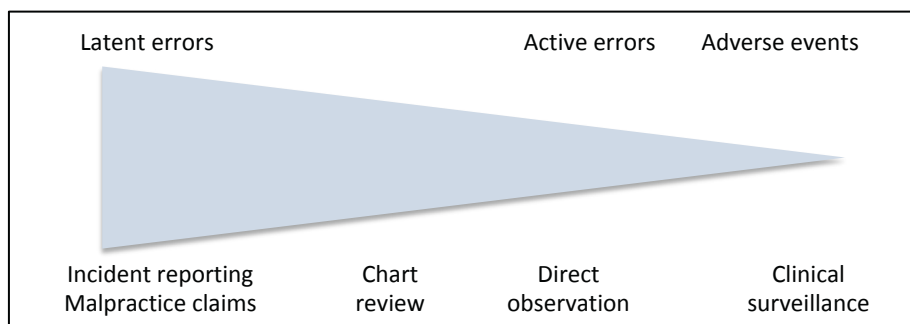 Latent errors
Active errors
Adverse events
Incident reporting
Malpractice claims
Chart
review
Direct
observation
Clinical
surveillance